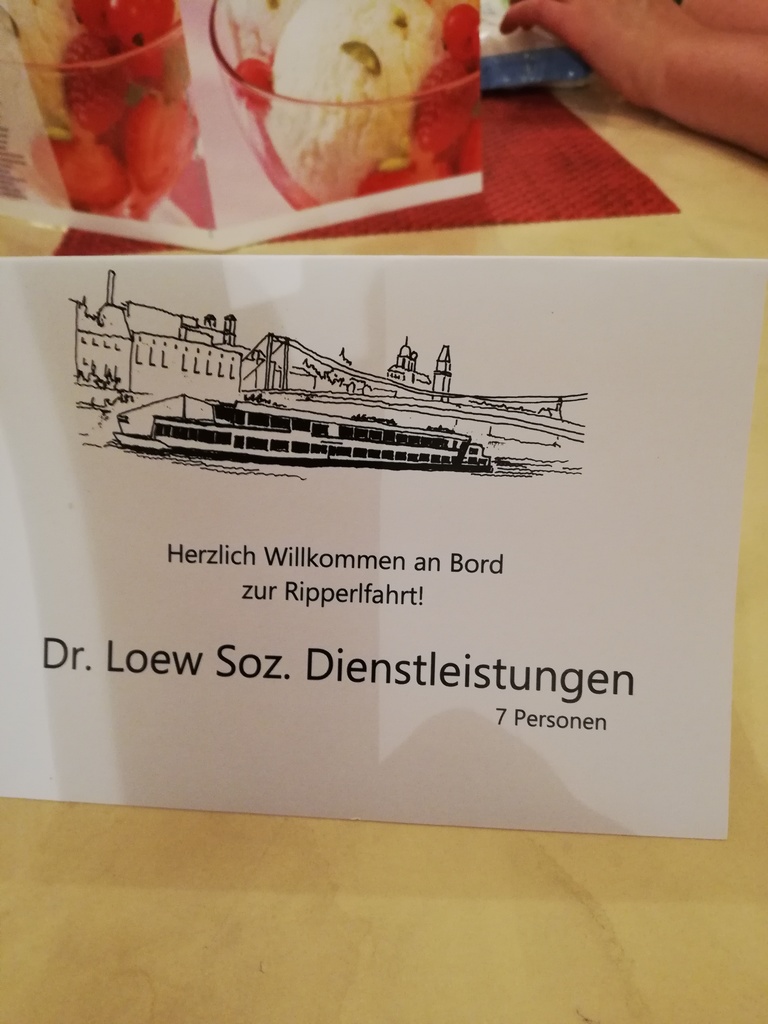 Herzlich Willkommen an Bord
zur Ripperlfahrt!
Dr. Loew Soz. Dienstleistungen
7 Personen